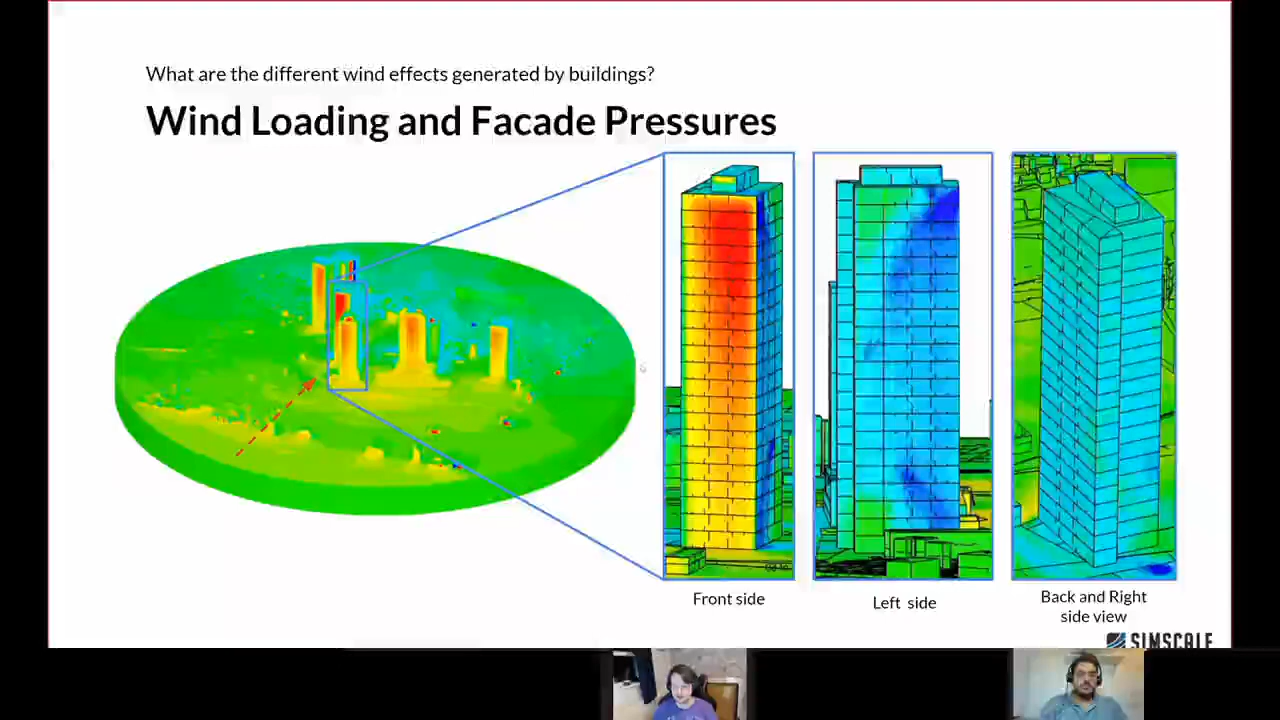 What are the different wind effects generated by buildings?
Wind Loading and Facade Pressures
Front side
Left side
Back and Right
side view
SIMSCALE